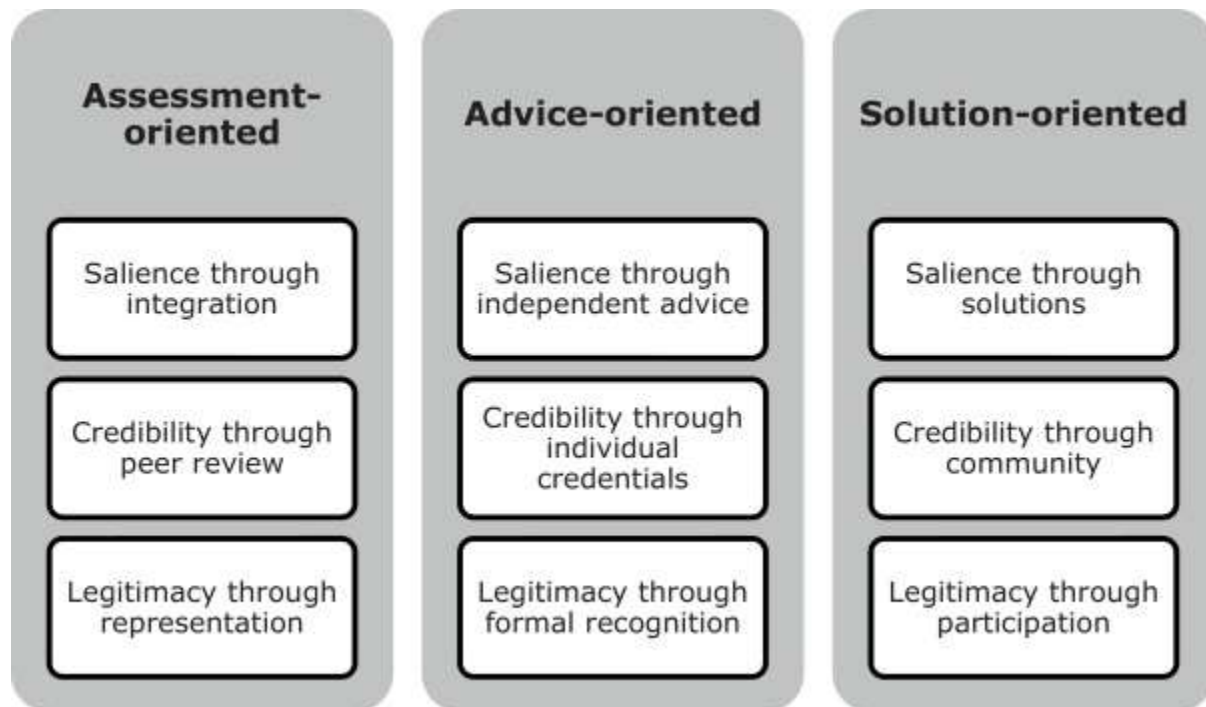 Assessment-
oriented
Salience through
integration
Credibility through
peer review
Legitimacy through
representation
Advice-oriented
Salience through
independent advice
Credibility through
individual
credentials
Legitimacy through
formal recognition
Solution-oriented
Salience through
solutions
Credibility through
community
Legitimacy through
participation